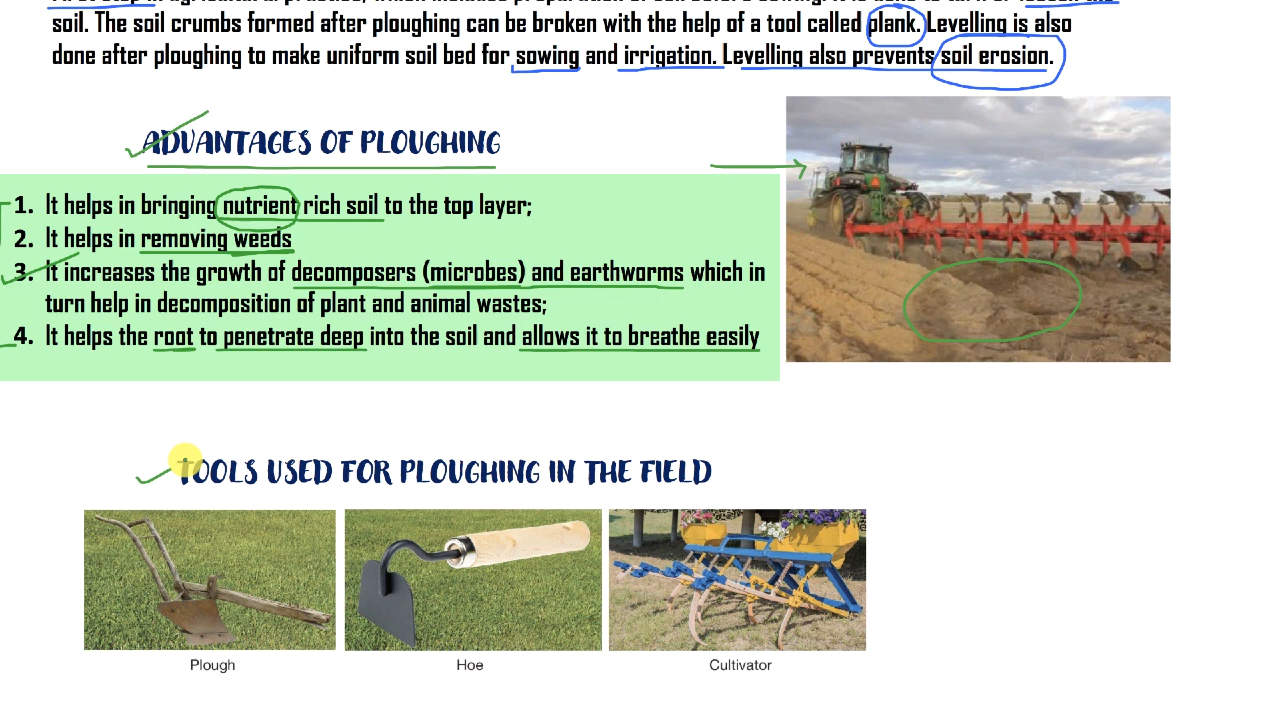 soil. The soil crumbs formed after ploughing can be broken with the help of a tool called plank. Levelling is also
done after ploughing to make uniform soil bed for sowing and irrigation. Levelling also prevents soil erosion.
ADVANTAGES OF PLOUGHING
1. It helps in bringing nutrient rich soil to the top layer;
2. It helps in removing weeds
3. It increases the growth of decomposers (microbes) and earthworms which in
turn help in decomposition of plant and animal wastes;
4. It helps the root to penetrate deep into the soil and allows it to breathe easily
TOOLS USED FOR PLOUGHING IN THE FIELD
Plough
Hoe
Cultivator